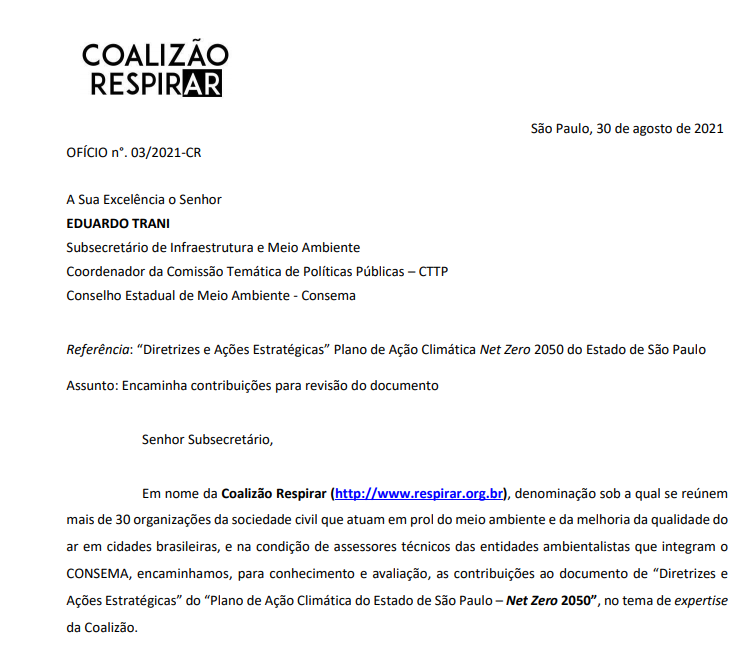 COALIZÃO
RESPIRAR
São Paulo, 30 de agosto de 2021
OFÍCIO n°. 03/2021-CR
A Sua Excelência o Senhor
EDUARDO TRANI
Subsecretário de Infraestrutura e Meio Ambiente
Coordenador da Comissão Temática de Políticas Públicas – CTTP
Conselho Estadual de Meio Ambiente - Consema
Referência: “Diretrizes e Ações Estratégicas” Plano de Ação Climática Net Zero 2050 do Estado de São Paulo
Assunto: Encaminha contribuições para revisão do documento
Senhor Subsecretário,
Em nome da Coalizão Respirar (http://www.respirar.org.br), denominação sob a qual se reúnem
mais de 30 organizações da sociedade civil que atuam em prol do meio ambiente e da melhoria da qualidade do
ar em cidades brasileiras, e na condição de assessores técnicos das entidades ambientalistas que integram o
CONSEMA, encaminhamos, para conhecimento e avaliação, as contribuições ao documento de “Diretrizes e
Ações Estratégicas” do “Plano de Ação Climática do Estado de São Paulo – Net Zero 2050”, no tema de expertise
da Coalizão.